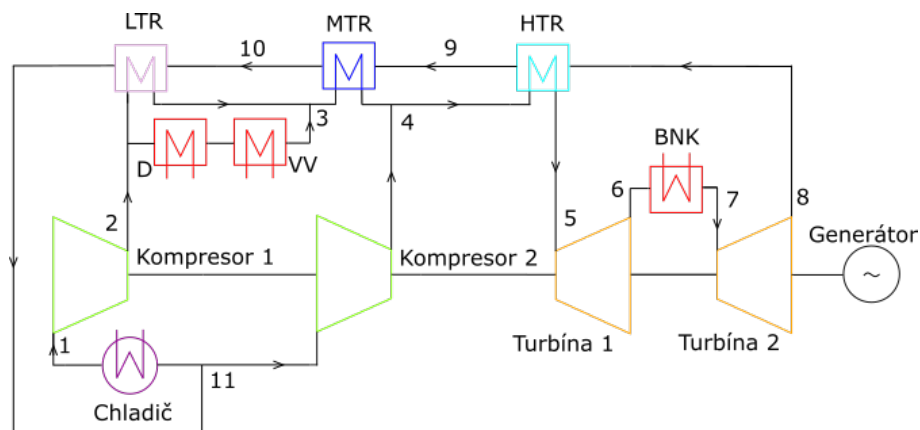 LTR
MTR
HTR
10
9
3
4
D
VV
BNK
2
5
6
7
8
Generátor
~
Kompresor 1
Kompresor 2
1
11
Turbína 1
Turbína 2
Chladič